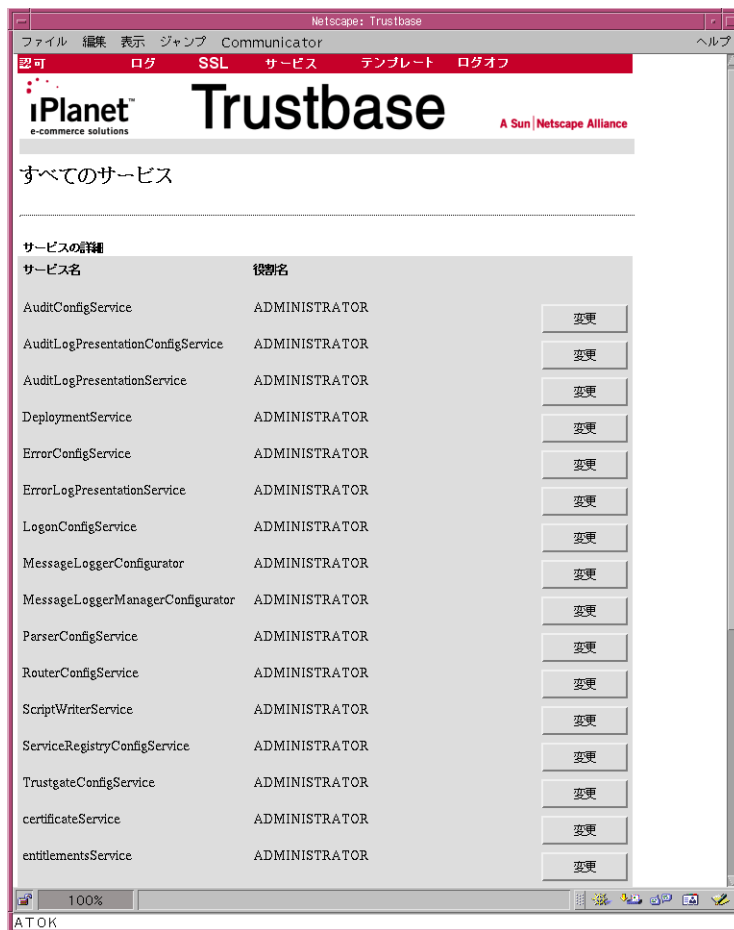 Netscape: Trustbase
ファイル 編集 表示 ジャンプ Communicator ヘルプ
認可 ログ SSL サービス テンプレート ログオフ
iPlanet™
e-commerce solutions
Trustbase
A Sun | Netscape Alliance
すべてのサービス
サービスの詳細
サービス名 役割名
AuditConfigService ADMINISTRATOR 変更
AuditLogPresentationConfigService ADMINISTRATOR 変更
AuditLogPresentationService ADMINISTRATOR 変更
DeploymentService ADMINISTRATOR 変更
ErrorConfigService ADMINISTRATOR 変更
ErrorLogPresentationService ADMINISTRATOR 変更
LogonConfigService ADMINISTRATOR 変更
MessageLoggerConfigurator ADMINISTRATOR 変更
MessageLoggerManagerConfigurator ADMINISTRATOR 変更
ParserConfigService ADMINISTRATOR 変更
RouterConfigService ADMINISTRATOR 変更
ScriptWriterService ADMINISTRATOR 変更
ServiceRegistryConfigService ADMINISTRATOR 変更
TrustgateConfigService ADMINISTRATOR 変更
certificateService ADMINISTRATOR 変更
entitlementsService ADMINISTRATOR 変更
100%
ATOK